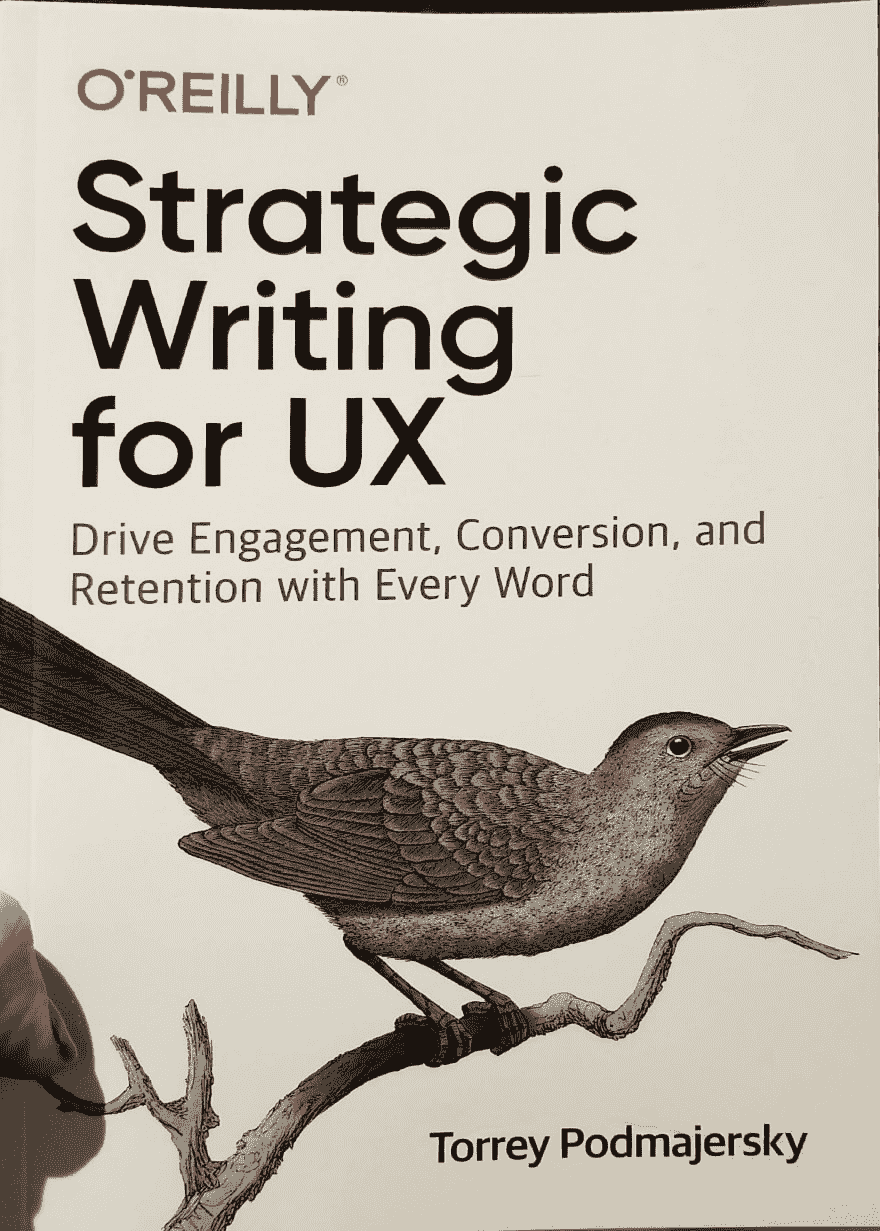 O'REILLY®
Strategic
Writing
for UX
Drive Engagement, Conversion, and
Retention with Every Word
Torrey Podmajersky